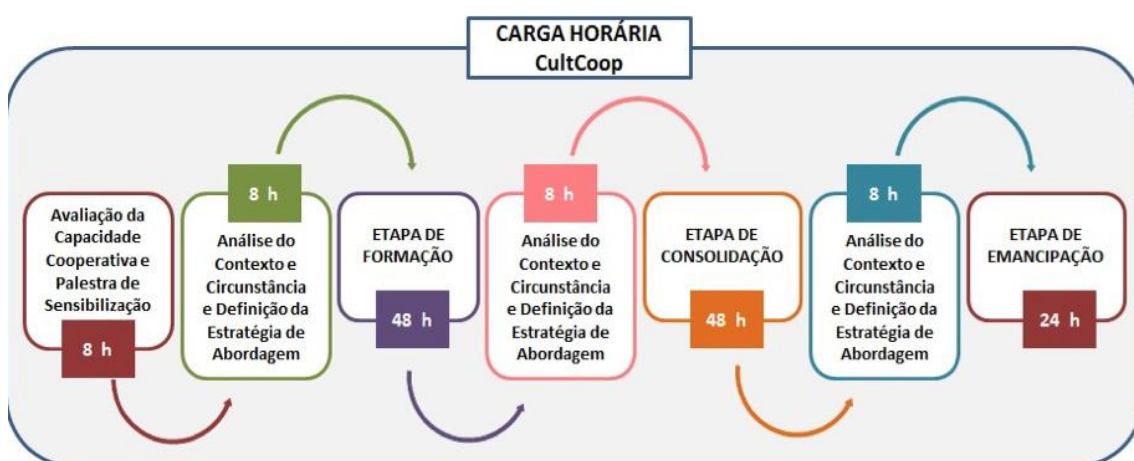 CARGA HORÁRIA
CultCoop
Avaliação da
Capacidade
Cooperativa e
Palestra de
Sensibilização
8 h
8 h
Análise do
Contexto e
Circunstância
e Definição da
Estratégia de
Abordagem
ETAPA DE
FORMAÇÃO
48 h
8 h
Análise do
Contexto e
Circunstância
e Definição da
Estratégia de
Abordagem
ETAPA DE
CONSOLIDAÇÃO
48 h
8 h
Análise do
Contexto e
Circunstância
e Definição da
Estratégia de
Abordagem
ETAPA DE
EMANCIPAÇÃO
24 h